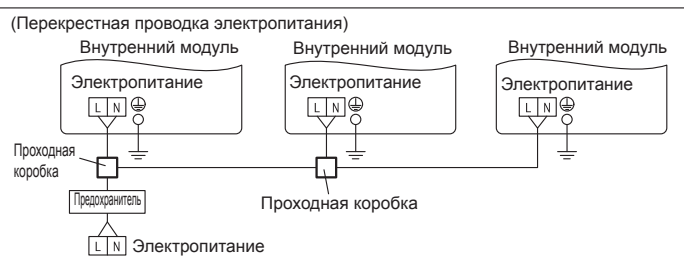 (Перекрестная проводка электропитания)
Внутренний модуль
Внутренний модуль
Внутренний модуль
Электропитание
Электропитание
Электропитание
L N
L N
L N
Проходная
коробка
Предохранитель
Проходная коробка
L N Электропитание